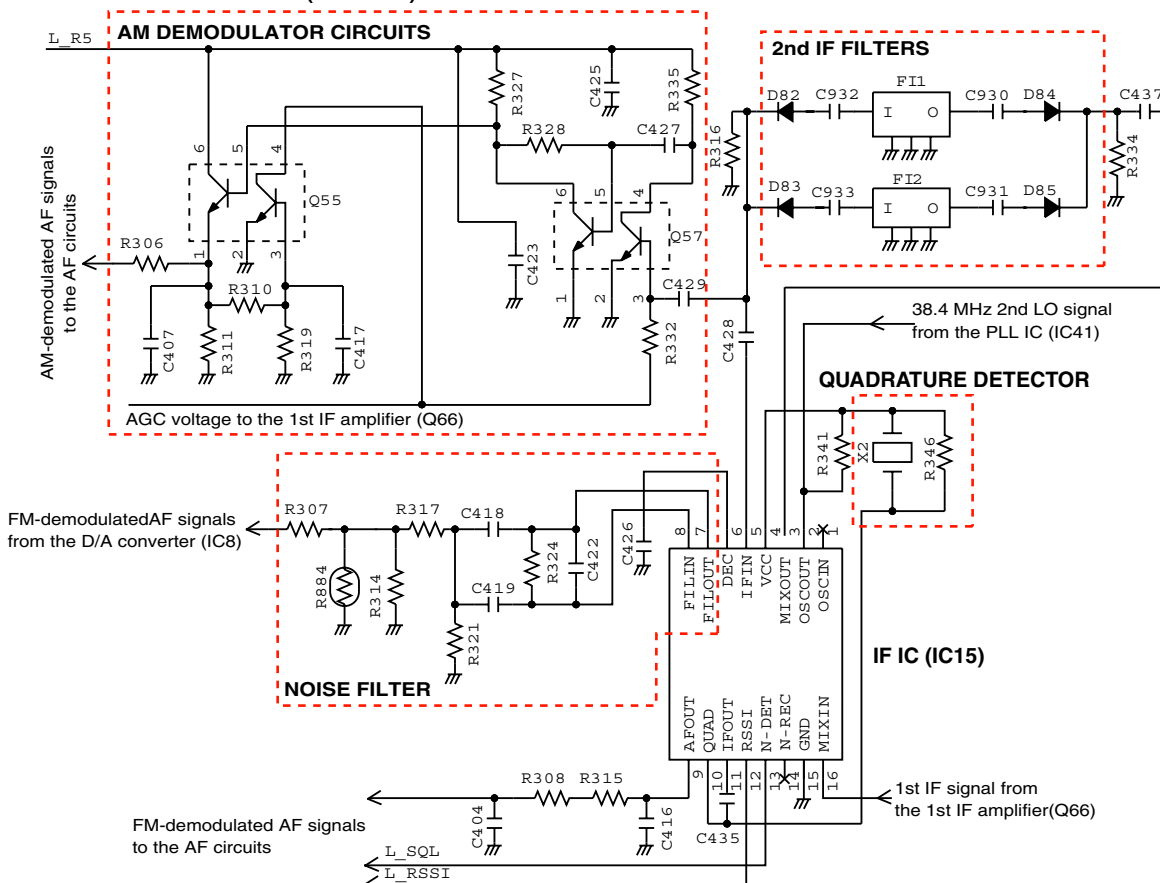 AM DEMODULATOR CIRCUITS
L_R5
R327
C425
R335
R328
C427
6
5
4
Q55
1
2
3
6
5
4
Q57
1
2
3
C423
C429
R306
R310
C407
R311
R319
C417
R332
AM-demodulated AF signals
to the AF circuits
AGC voltage to the 1st IF amplifier (Q66)
2nd IF FILTERS
D82
C932
FI1
I
O
C930
D84
C437
R316
R334
D83
C933
FI2
I
O
C931
D85
C428
38.4 MHz 2nd LO signal
from the PLL IC (IC41)
QUADRATURE DETECTOR
R341
X2
R346
FM-demodulatedAF signals
from the D/A converter (IC8)
R307
R317
C418
R884
R314
R324
C422
C426
C419
R321
NOISE FILTER
8
7
6
5
4
3
2
1
FILIN
FILOUT
DEC
IFIN
VCC
MIXOUT
OSCOUT
OSCIN
IF IC (IC15)
AFOUT
QUAD
IFOUT
RSSI
N-DET
N-REC
GND
MIXIN
9
10
11
12
13
14
15
16
R308
R315
C404
C416
C435
1st IF signal from
the 1st IF amplifier(Q66)
FM-demodulated AF signals
to the AF circuits
L_SQL
L_RSSI